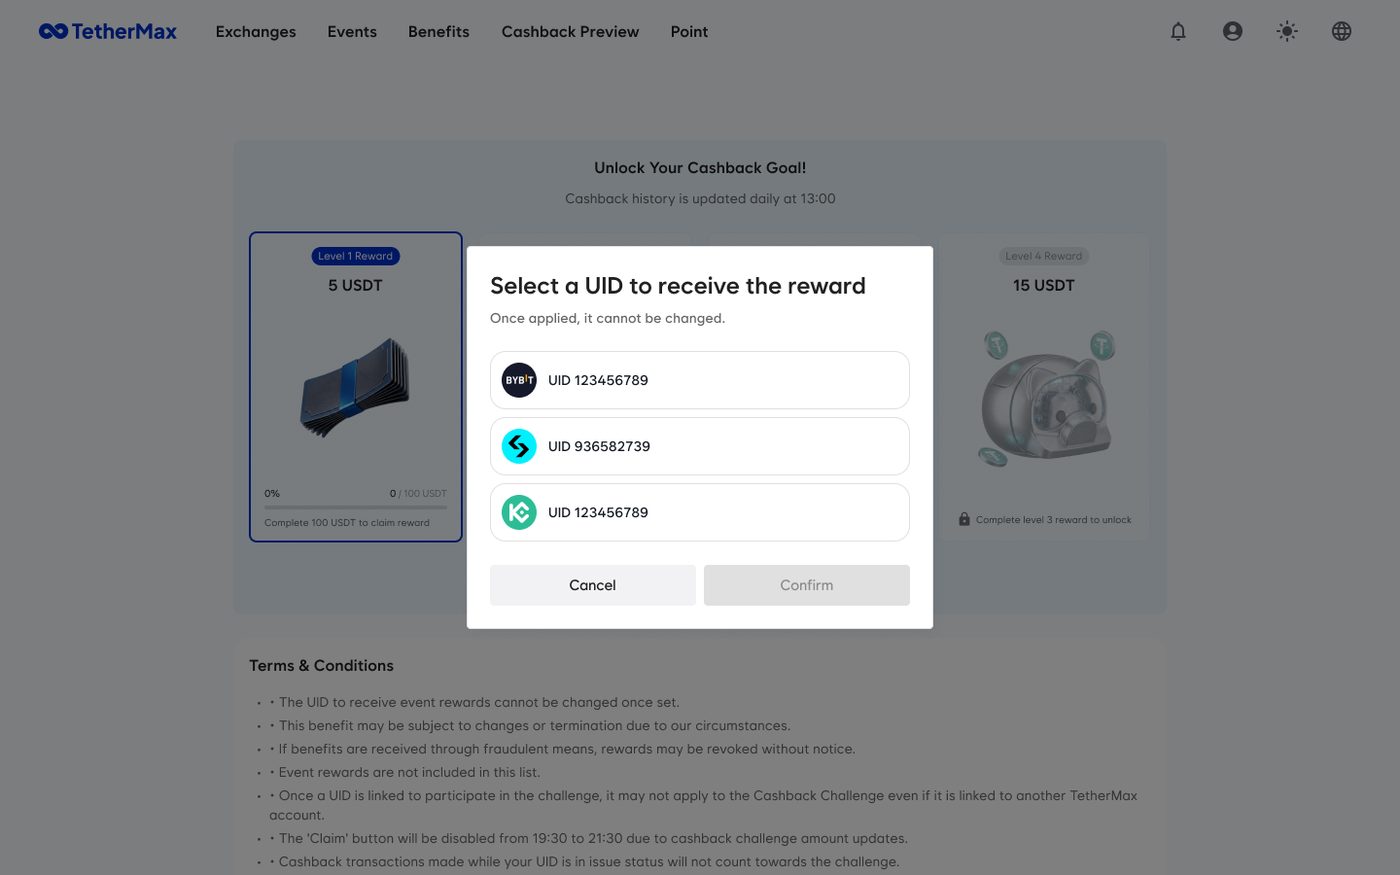 TetherMax
Exchanges
Events
Benefits
Cashback Preview
Point
Unlock Your Cashback Goal!
Cashback history is updated daily at 13:00
Level 1 Reward
5 USDT
0%
0 / 100 USDT
Complete 100 USDT to claim reward
Level 4 Reward
15 USDT
Complete level 3 reward to unlock
Select a UID to receive the reward
Once applied, it cannot be changed.
BYBIT
UID 123456789
UID 936582739
UID 123456789
Cancel
Confirm
Terms & Conditions
• • The UID to receive event rewards cannot be changed once set.
• • This benefit may be subject to changes or termination due to our circumstances.
• • If benefits are received through fraudulent means, rewards may be revoked without notice.
• • Event rewards are not included in this list.
• • Once a UID is linked to participate in the challenge, it may not apply to the Cashback Challenge even if it is linked to another TetherMax
account.
• • The 'Claim' button will be disabled from 19:30 to 21:30 due to cashback challenge amount updates.
• • Cashback transactions made while your UID is in issue status will not count towards the challenge.